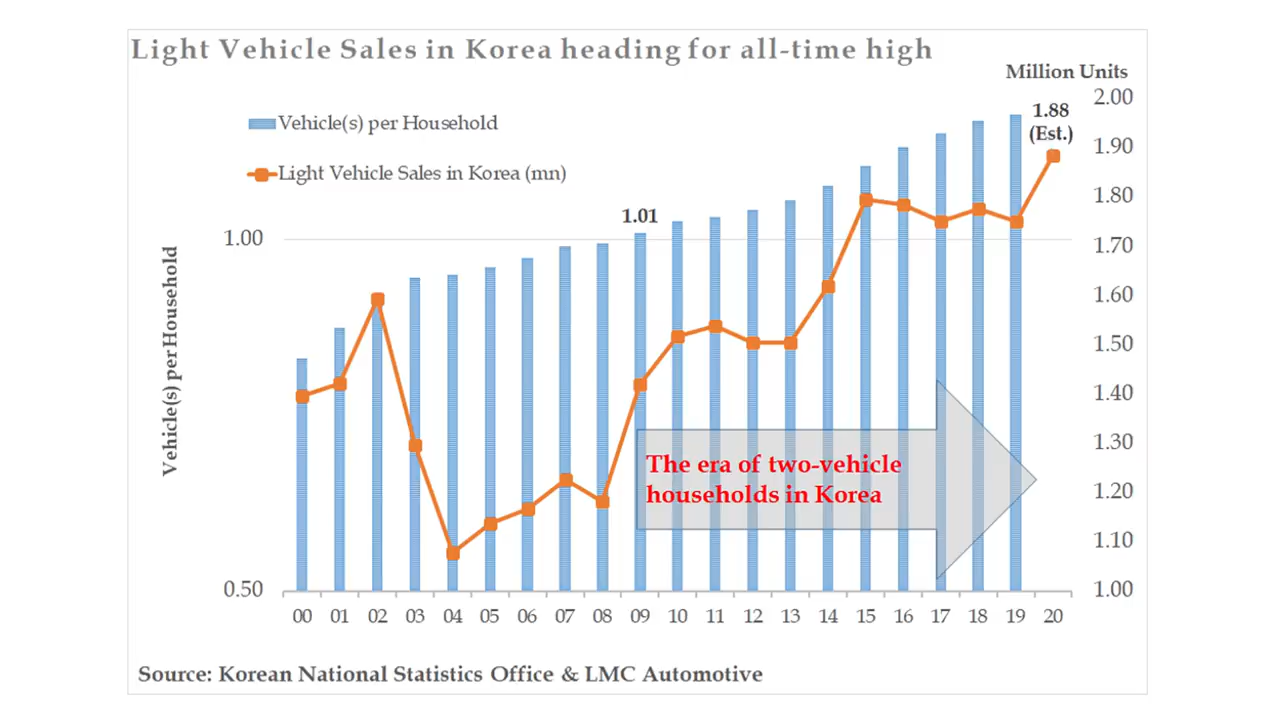 Light Vehicle Sales in Korea heading for all-time high
Million Units
Vehicle(s) per Household
Light Vehicle Sales in Korea (mn)
1.01
1.88
(Est.)
Vehicle(s) per Household
1.00
0.50
2.00
1.90
1.80
1.70
1.60
1.50
1.40
1.30
1.20
1.10
1.00
The era of two-vehicle
households in Korea
00 01 02 03 04 05 06 07 08 09 10 11 12 13 14 15 16 17 18 19 20
Source: Korean National Statistics Office & LMC Automotive